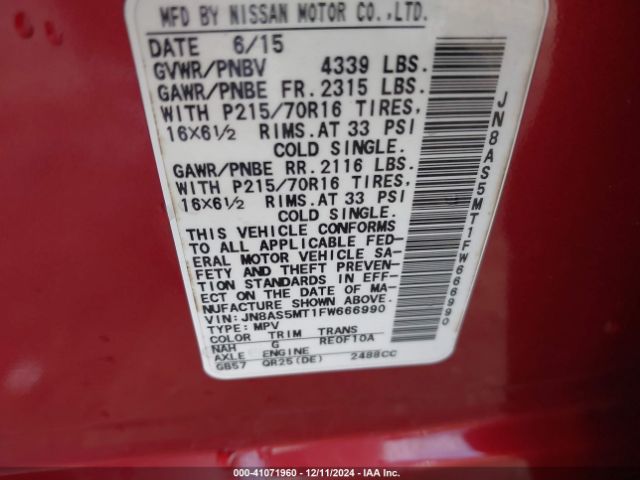 MFD BY NISSAN MOTOR CO.,LTD.
DATE 6/15
GVWR/PNBV 4339 LBS.
GAWR/PNBE FR. 2315 LBS.
WITH P215/70R16 TIRES,
16X6½ RIMS.AT 33 PSI
COLD SINGLE.
GAWR/PNBE RR. 2116 LBS.
WITH P215/70R16 TIRES,
16X6½ RIMS.AT 33 PSI
COLD SINGLE.
THIS VEHICLE CONFORMS
TO ALL APPLICABLE FED-
ERAL MOTOR VEHICLE SA-
FETY AND THEFT PREVEN-
TION STANDARDS IN EFF-
ECT ON THE DATE OF MA-
NUFACTURE SHOWN ABOVE.
VIN: JN8AS5MT1FW666990
TYPE: MPV
COLOR TRIM TRANS
NAH G RE0F10A
AXLE ENGINE
GB57 QR25(DE) 2488CC
JN8AS5MT1FW666990
000-41071960 - 12/11/2024 - IAA Inc.